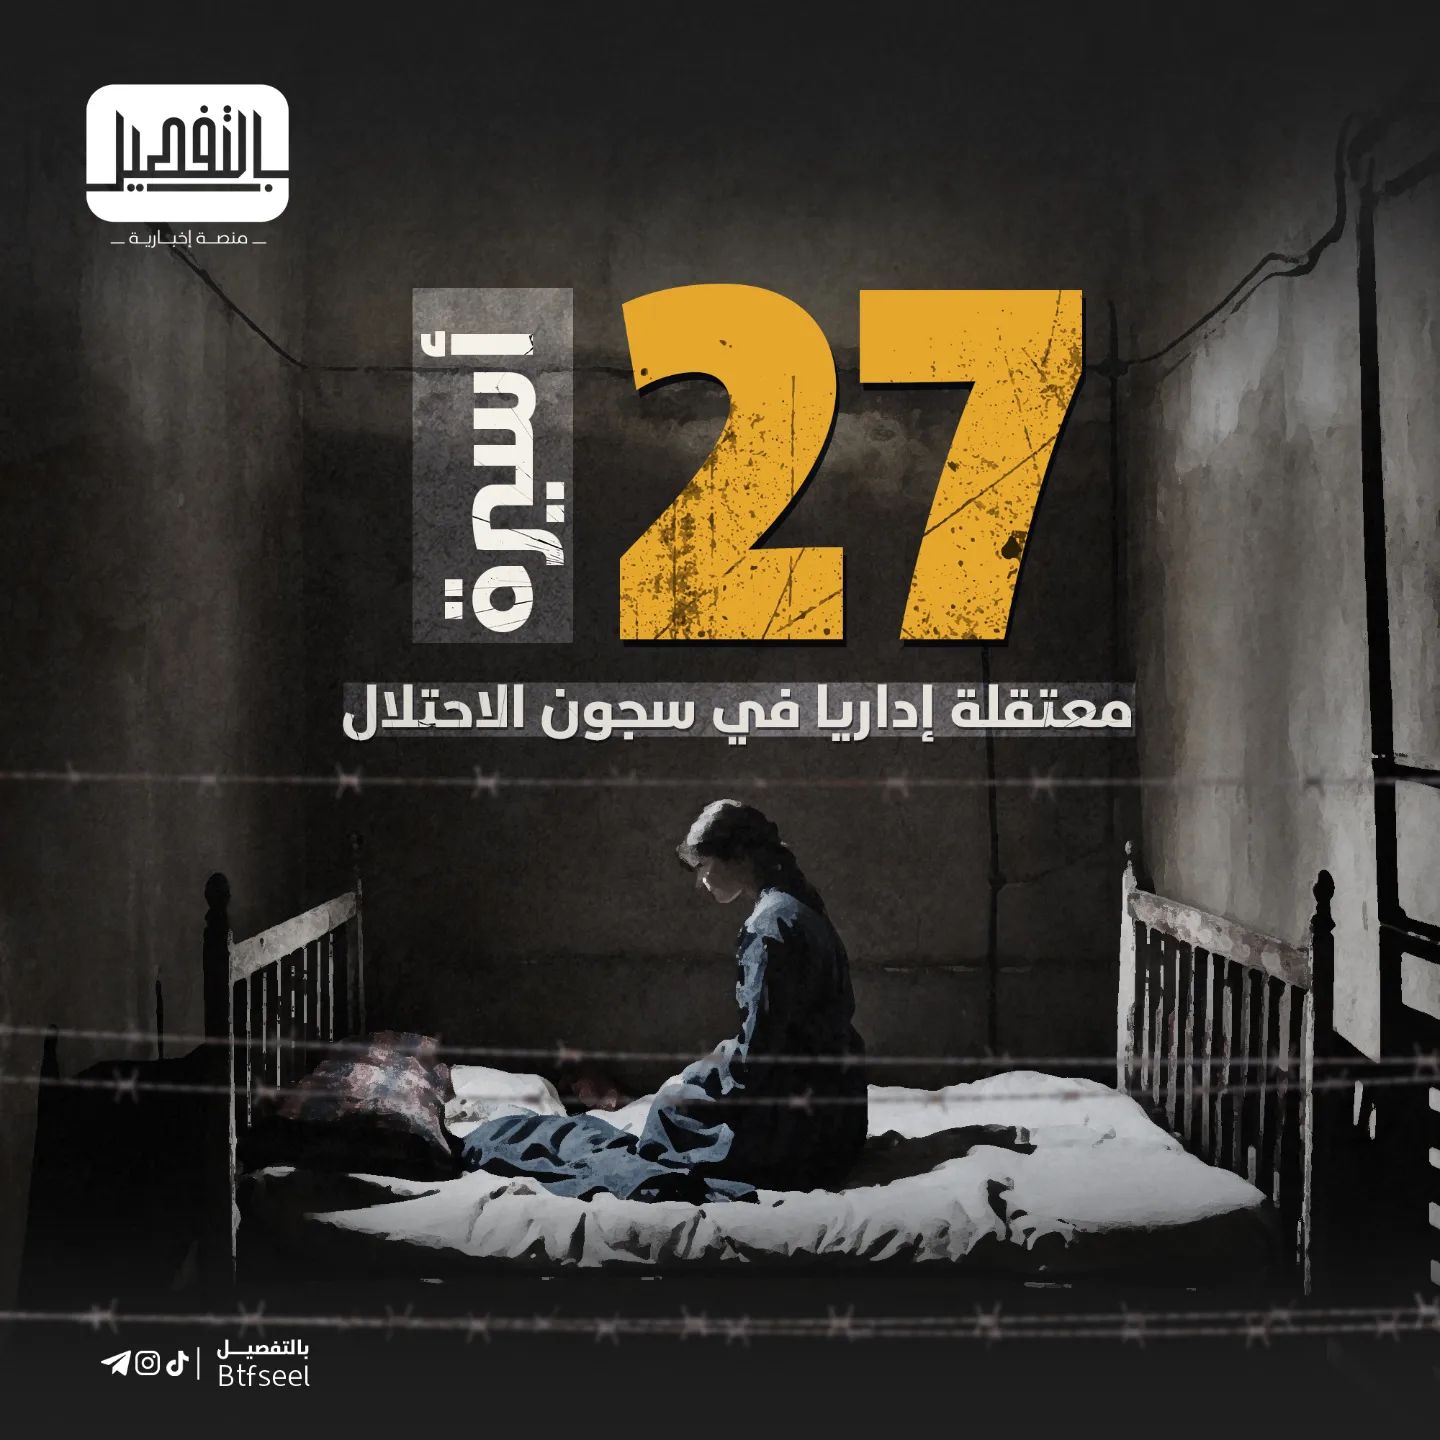 بالتفصيل
منصة إخبارية
27 أسيرة
معتقلة إداريا في سجون الاحتلال
بالتفصيل
Btfseel